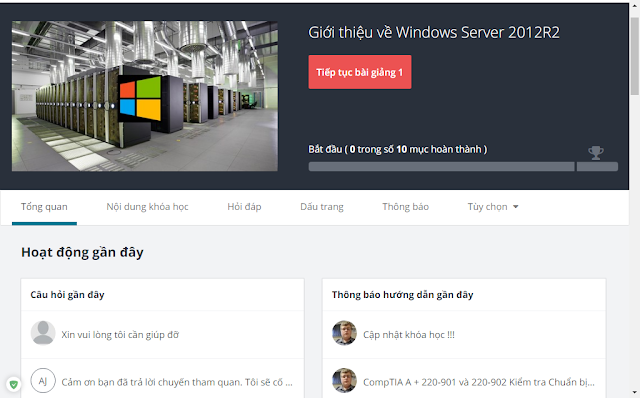 Giới thiệu về Windows Server 2012R2
Tiếp tục bài giảng 1
Bắt đầu ( 0 trong số 10 mục hoàn thành )
Tổng quan
Nội dung khóa học
Hỏi đáp
Dấu trang
Thông báo
Tùy chọn
Hoạt động gần đây
Câu hỏi gần đây
Xin vui lòng tôi cần giúp đỡ
AJ
Cảm ơn bạn đã trả lời chuyến tham quan. Tôi sẽ cố ...
Thông báo hướng dẫn gần đây
Cập nhật khóa học !!!
CompTIA A + 220-901 và 220-902 Kiểm tra Chuẩn bị...